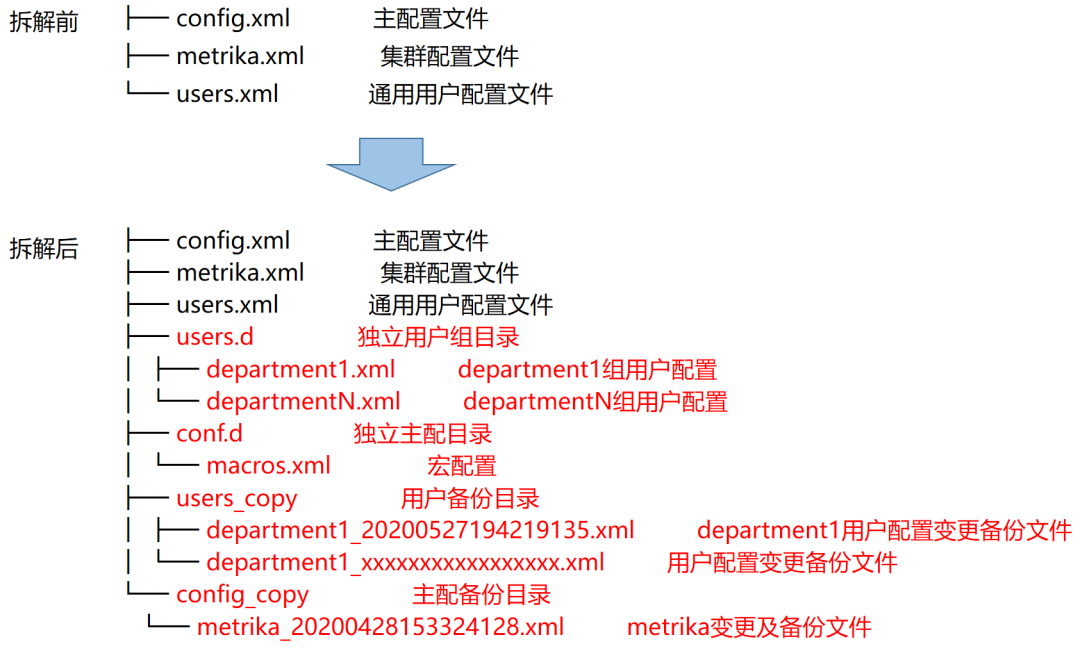 拆解前 ├── config.xml 主配置文件
├── metrika.xml 集群配置文件
└── users.xml 通用用户配置文件
拆解后 ├── config.xml 主配置文件
├── metrika.xml 集群配置文件
├── users.xml 通用用户配置文件
├── users.d 独立用户组目录
│ ├── department1.xml department1组用户配置
│ └── departmentN.xml departmentN组用户配置
├── conf.d 独立主配目录
│ └── macros.xml 宏配置
├── users_copy 用户备份目录
│ ├── department1_20200527194219135.xml department1用户配置变更备份文件
│ └── department1_xxxxxxxxxxxxxxxxx.xml 用户配置变更备份文件
└── config_copy 主配备份目录
└── metrika_20200428153324128.xml metrika变更及备份文件